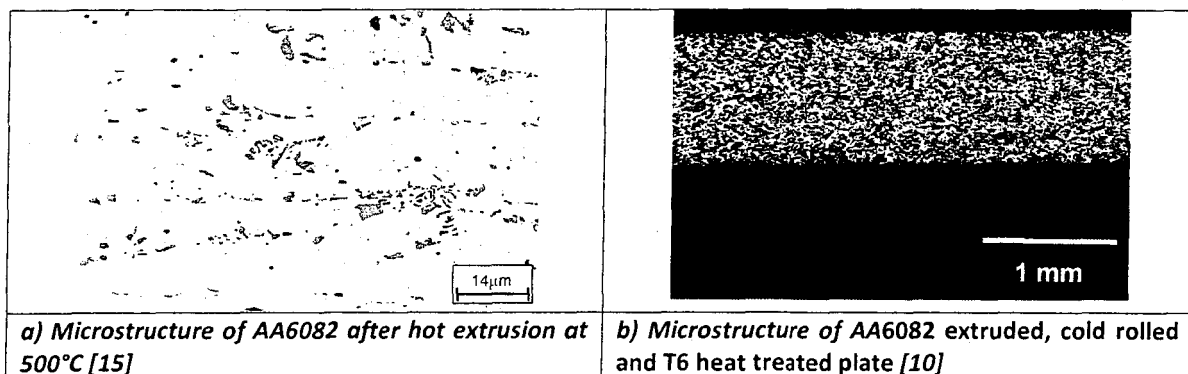 14μm
1 mm
a) Microstructure of AA6082 after hot extrusion at
500°C [15]
b) Microstructure of AA6082 extruded, cold rolled
and T6 heat treated plate [10]